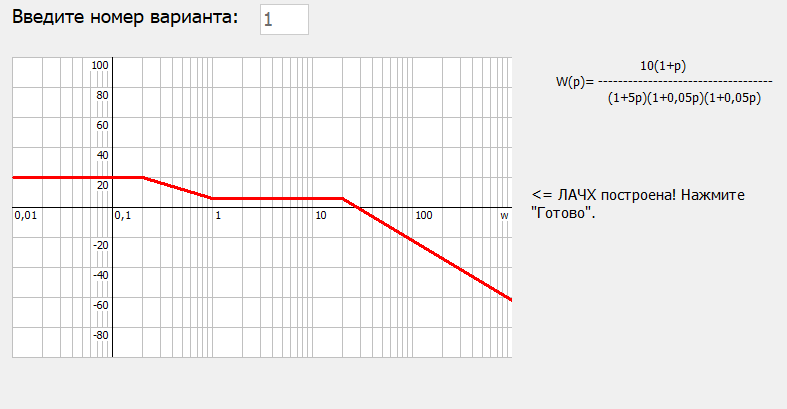 Введите номер варианта: 1
10(1+p)
W(p)= ----------------------------------
(1+5p)(1+0,05p)(1+0,05p)
100
80
60
40
20
0,01 0,1 1 10 100 w
-20
-40
-60
-80
<= ЛАЧХ построена! Нажмите
"Готово".